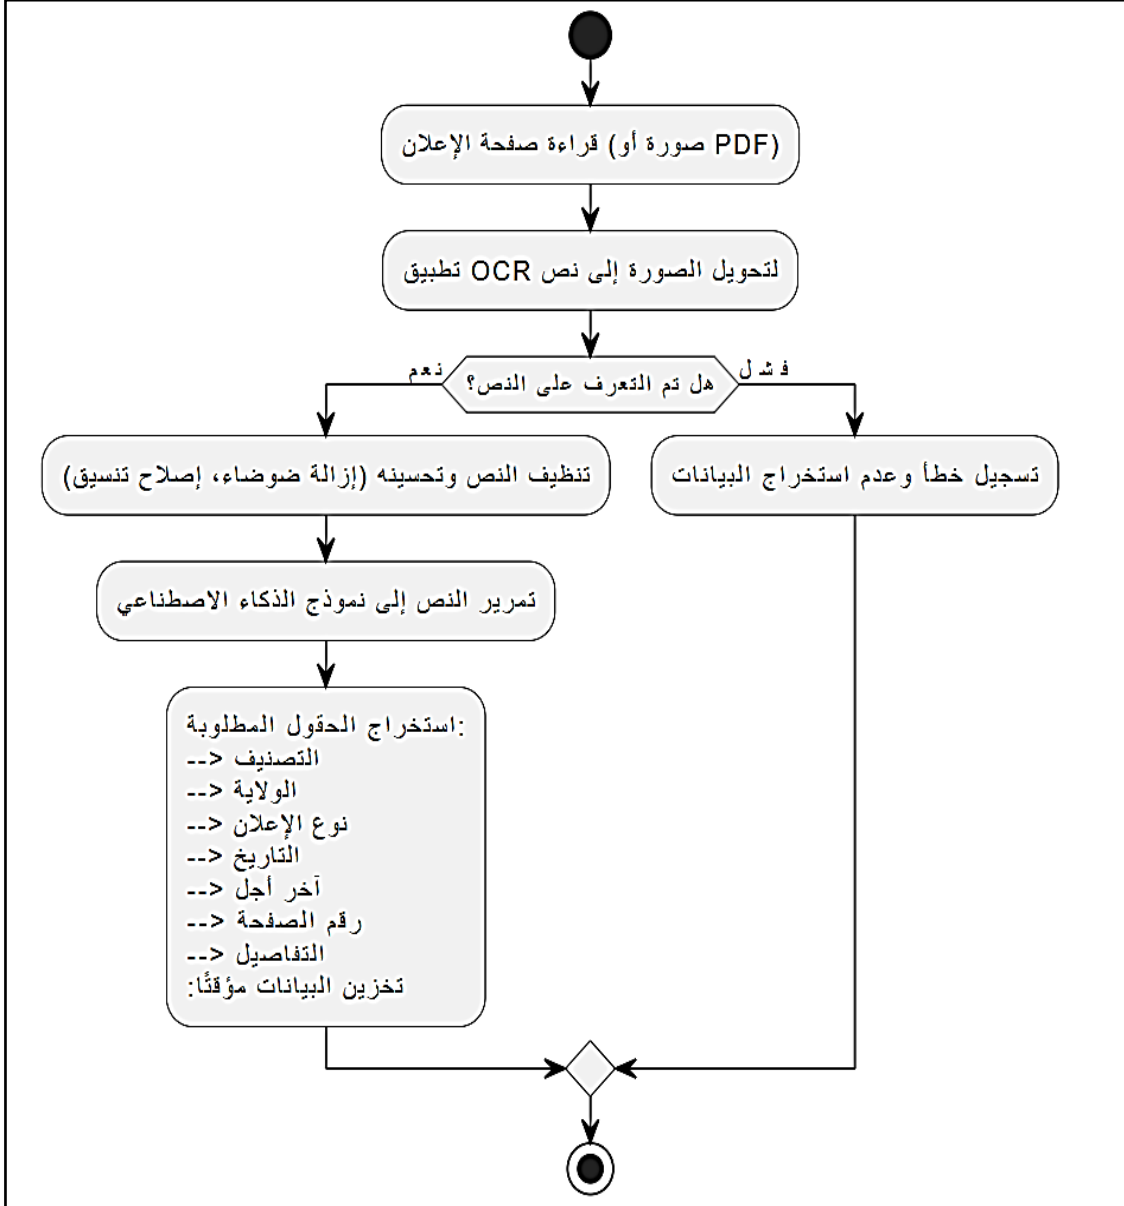 قراءة صفحة الإعلان (صورة أو PDF)
تطبيق OCR لتحويل الصورة إلى نص
هل تم التعرف على النص؟
نعم
فشل
تنظيف النص وتحسينه (إزالة ضوضاء، إصلاح تنسيق)
تسجيل خطأ وعدم استخراج البيانات
تمرير النص إلى نموذج الذكاء الاصطناعي
استخراج الحقول المطلوبة:
--> التصنيف
--> الولاية
--> نوع الإعلان
--> التاريخ
--> آخر أجل
--> رقم الصفحة
--> التفاصيل
تخزين البيانات مؤقتًا: